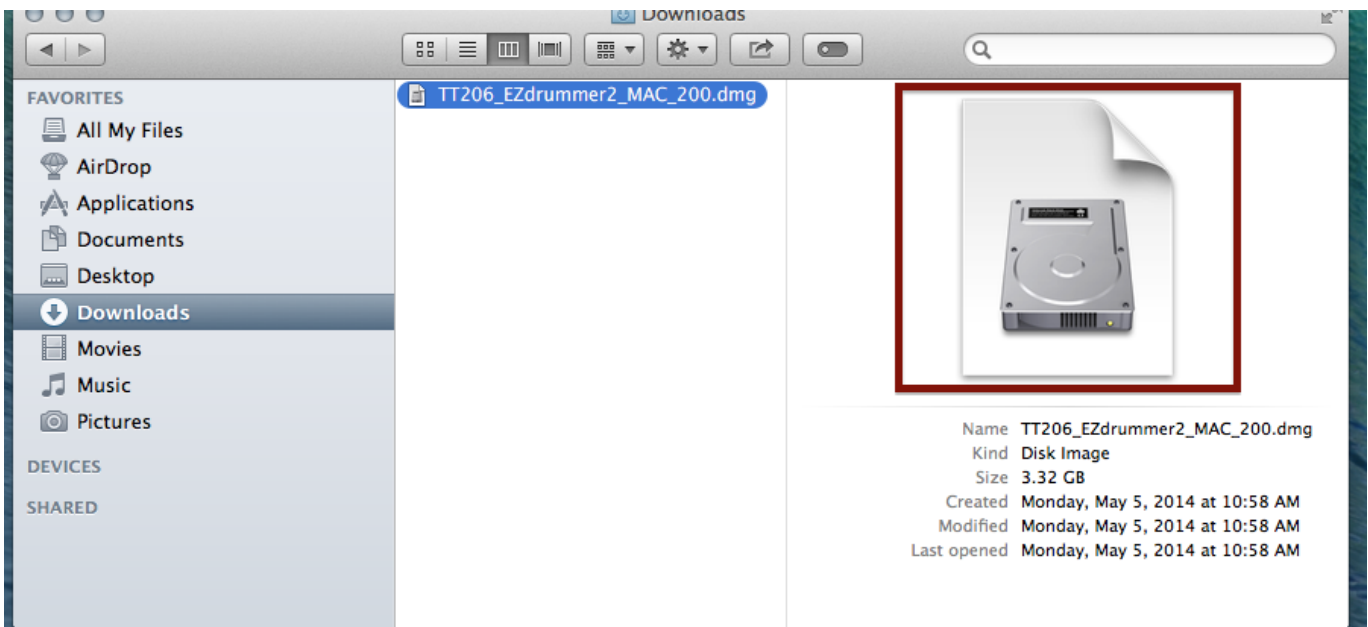 Downloads
FAVORITES
All My Files
AirDrop
Applications
Documents
Desktop
Downloads
Movies
Music
Pictures
DEVICES
SHARED
TT206_EZdrummer2_MAC_200.dmg
Name TT206_EZdrummer2_MAC_200.dmg
Kind Disk Image
Size 3.32 GB
Created Monday, May 5, 2014 at 10:58 AM
Modified Monday, May 5, 2014 at 10:58 AM
Last opened Monday, May 5, 2014 at 10:58 AM